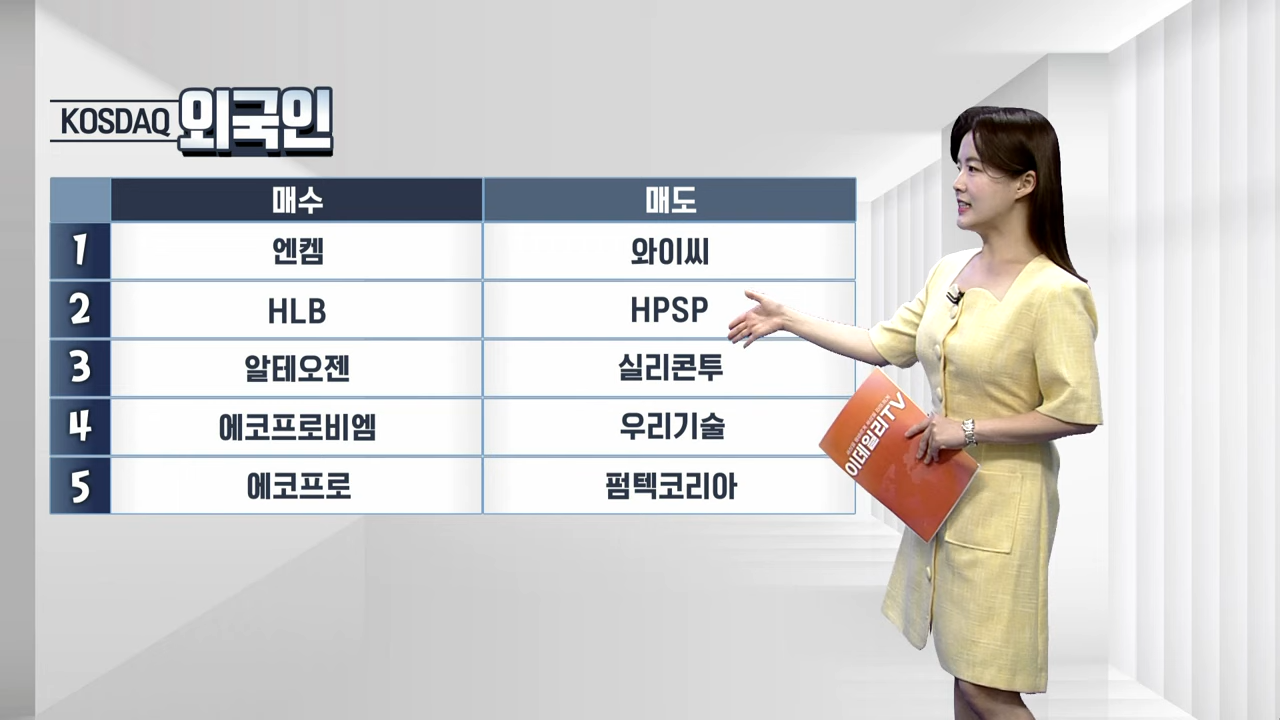 KOSDAQ 외국인
매수 매도
1 엔켐 와이씨
2 HLB HPSP
3 알테오젠 실리콘투
4 에코프로비엠 우리기술
5 에코프로 펌텍코리아
이데일리TV